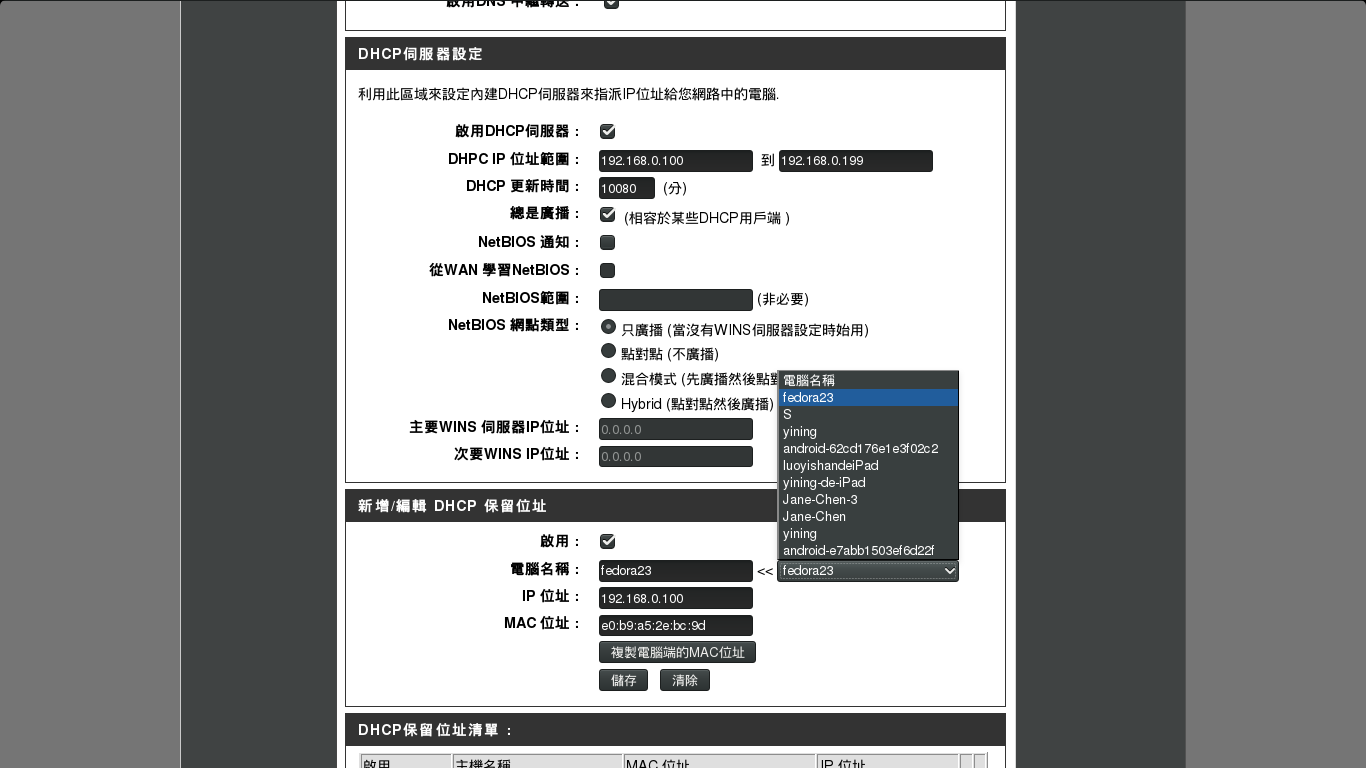 啟用DNS 中繼轉送 :
DHCP伺服器設定
利用此區域來設定內建DHCP伺服器來指派IP位址給您網路中的電腦.
啟用DHCP伺服器 :
DHPC IP 位址範圍 : 192.168.0.100 到 192.168.0.199
DHCP 更新時間 : 10080 (分)
總是廣播 : (相容於某些DHCP用戶端 )
NetBIOS 通知 :
從WAN 學習NetBIOS :
NetBIOS範圍 : (非必要)
NetBIOS 網點類型 : 只廣播 (當沒有WINS伺服器設定時始用)
點對點 (不廣播)
混合模式 (先廣播然後點對
Hybrid (點對點然後廣播)
主要WINS 伺服器IP位址 : 0.0.0.0
次要WINS IP位址 : 0.0.0.0
電腦名稱
fedora23
S
yining
android-62cd176e1e3f02c2
luoyishandeiPad
yining-de-iPad
Jane-Chen-3
Jane-Chen
yining
android-e7abb1503ef6d22f
新增/編輯 DHCP 保留位址
啟用 :
電腦名稱 : fedora23 << fedora23
IP 位址 : 192.168.0.100
MAC 位址 : e0:b9:a5:2e:bc:9d
複製電腦端的MAC位址
儲存 清除
DHCP保留位址清單 :
啟用 主機名稱 MAC 位址 IP 位址